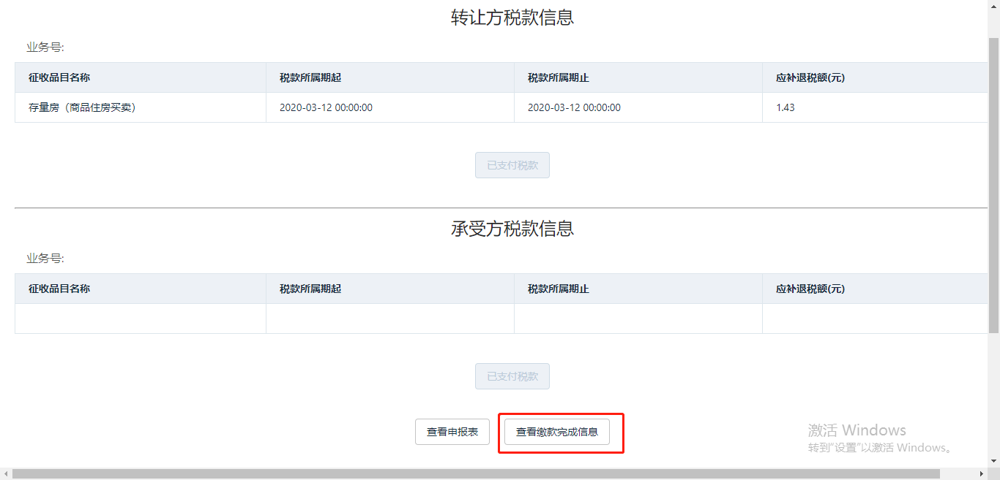 转让方税款信息
业务号:
征收品目名称 税款所属期起 税款所属期止 应补退税额(元)
存量房（商品住房买卖） 2020-03-12 00:00:00 2020-03-12 00:00:00 1.43
已支付税款
承受方税款信息
业务号:
征收品目名称 税款所属期起 税款所属期止 应补退税额(元)
已支付税款
查看申报表 查看缴款完成信息
激活 Windows
转到"设置"以激活 Windows。